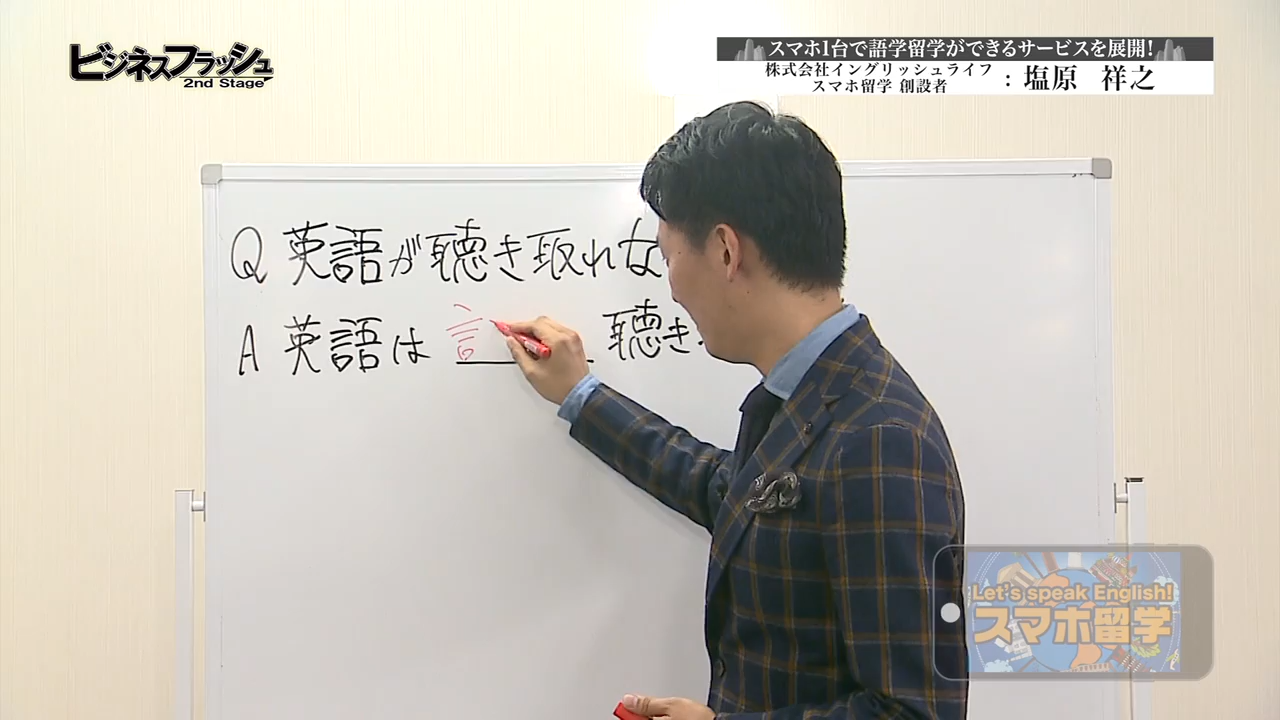 ビジネスフラッシュ
2nd Stage
スマホ1台で語学留学ができるサービスを展開!
株式会社イングリッシュライフ
スマホ留学 創設者
: 塩原 祥之
Q 英語が聴き取れな
A 英語は 言 聴き
Let's speak English!
スマホ留学